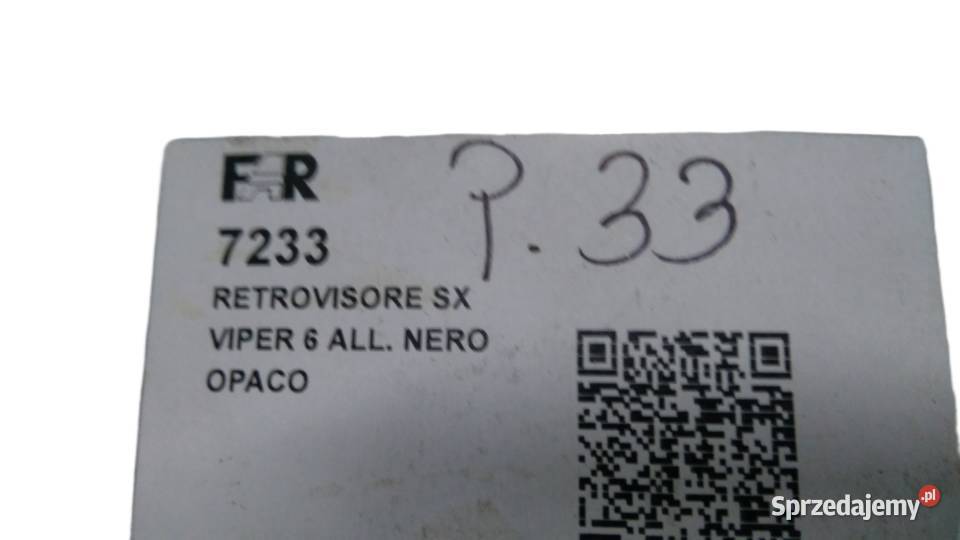 FAR
P. 33
7233
RETROVISORE SX
VIPER 6 ALL. NERO
OPACO
Sprzedajemy.pl